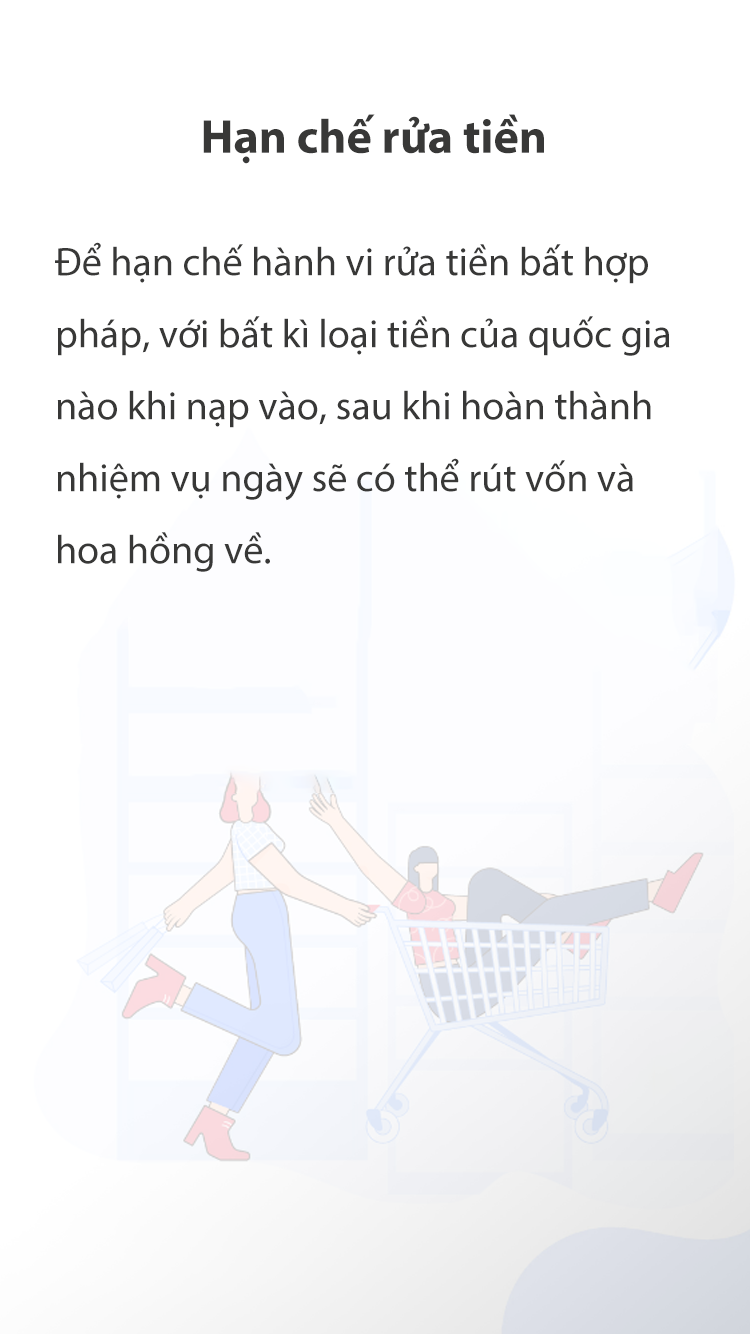 Hạn chế rửa tiền
Để hạn chế hành vi rửa tiền bất hợp
pháp, với bất kì loại tiền của quốc gia
nào khi nạp vào, sau khi hoàn thành
nhiệm vụ ngày sẽ có thể rút vốn và
hoa hồng về.